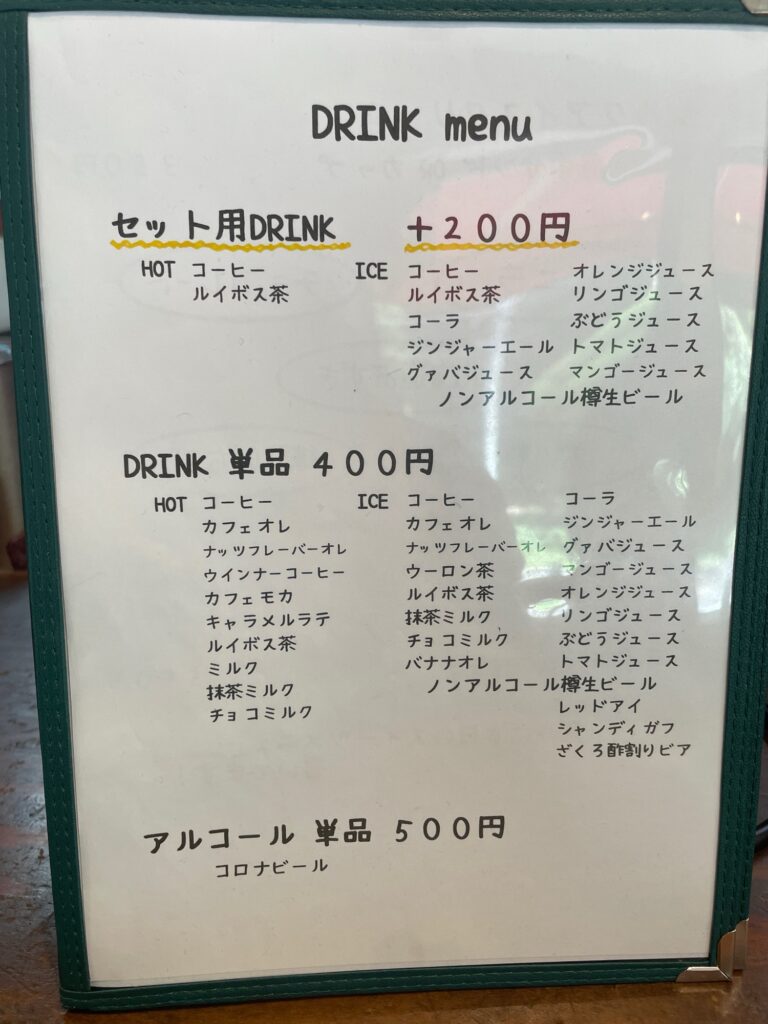 DRINK menu
セット用DRINK ＋２００円
HOT コーヒー ICE コーヒー オレンジジュース
ルイボス茶 ルイボス茶 リンゴジュース
コーラ ぶどうジュース
ジンジャーエール トマトジュース
グァバジュース マンゴージュース
ノンアルコール樽生ビール
DRINK 単品 ４００円
HOT コーヒー ICE コーヒー コーラ
カフェオレ カフェオレ ジンジャーエール
ナッツフレーバーオレ ナッツフレーバーオレ グァバジュース
ウインナーコーヒー ウーロン茶 マンゴージュース
カフェモカ ルイボス茶 オレンジジュース
キャラメルラテ 抹茶ミルク リンゴジュース
ルイボス茶 チョコミルク ぶどうジュース
ミルク バナナオレ トマトジュース
抹茶ミルク ノンアルコール樽生ビール
チョコミルク レッドアイ
シャンディガフ
ざくろ酢割りビア
アルコール 単品 ５００円
コロナビール